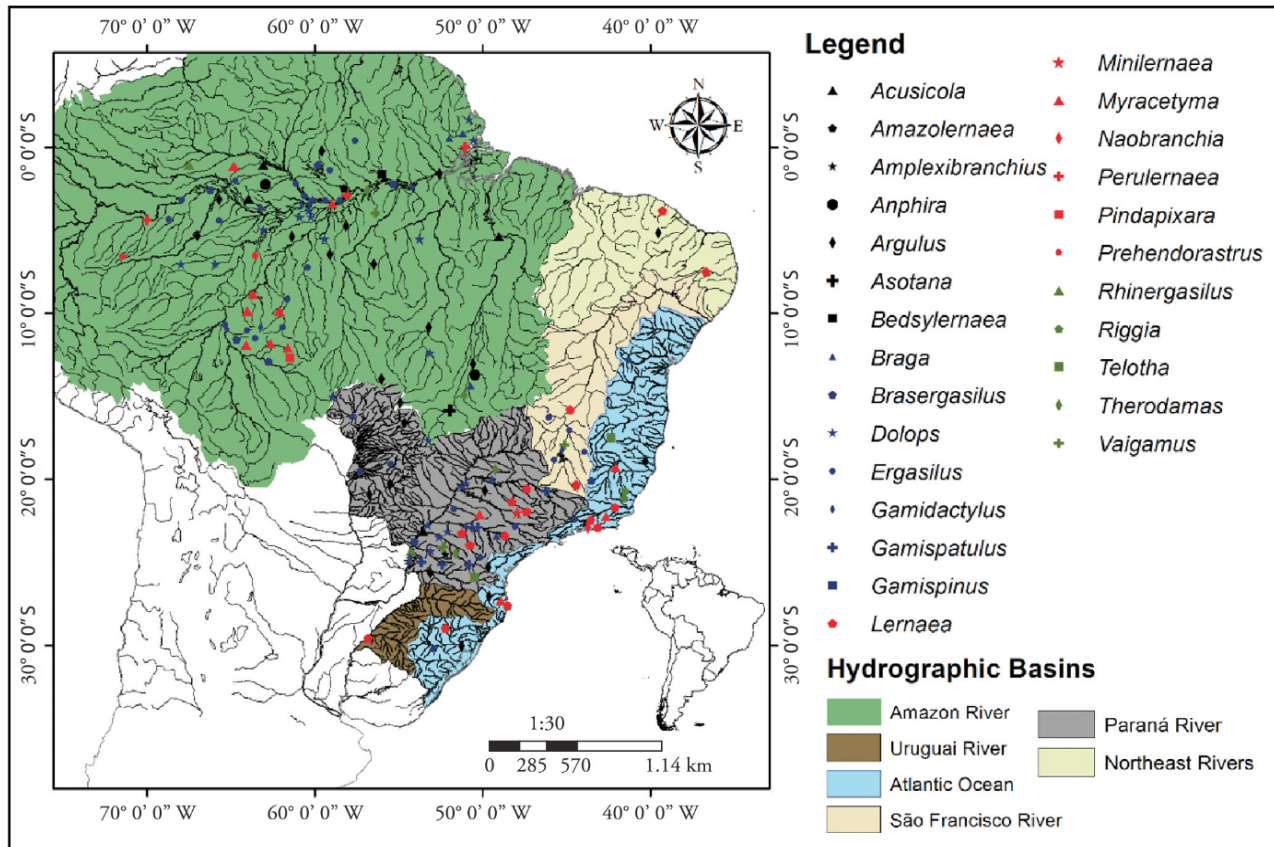 70° 0' 0" W 60° 0' 0" W 50° 0' 0" W 40° 0' 0" W
0° 0' 0" S
10° 0' 0" S
20° 0' 0" S
30° 0' 0" S
N
W E
S
0° 0' 0" S
10° 0' 0" S
20° 0' 0" S
30° 0' 0" S
1:30
0 285 570 1.14 km
70° 0' 0" W 60° 0' 0" W 50° 0' 0" W 40° 0' 0" W
Legend
Acusicola
Amazolernaea
Amplexibranchius
Anphira
Argulus
Asotana
Bedsylernaea
Braga
Brasergasilus
Dolops
Ergasilus
Gamidactylus
Gamispatulus
Gamispinus
Lernaea
Minilernaea
Myracetyma
Naobranchia
Perulernaea
Pindapixara
Prehendorastrus
Rhinergasilus
Riggia
Telotha
Therodamas
Vaigamus
Hydrographic Basins
Amazon River
Uruguai River
Atlantic Ocean
São Francisco River
Paraná River
Northeast Rivers